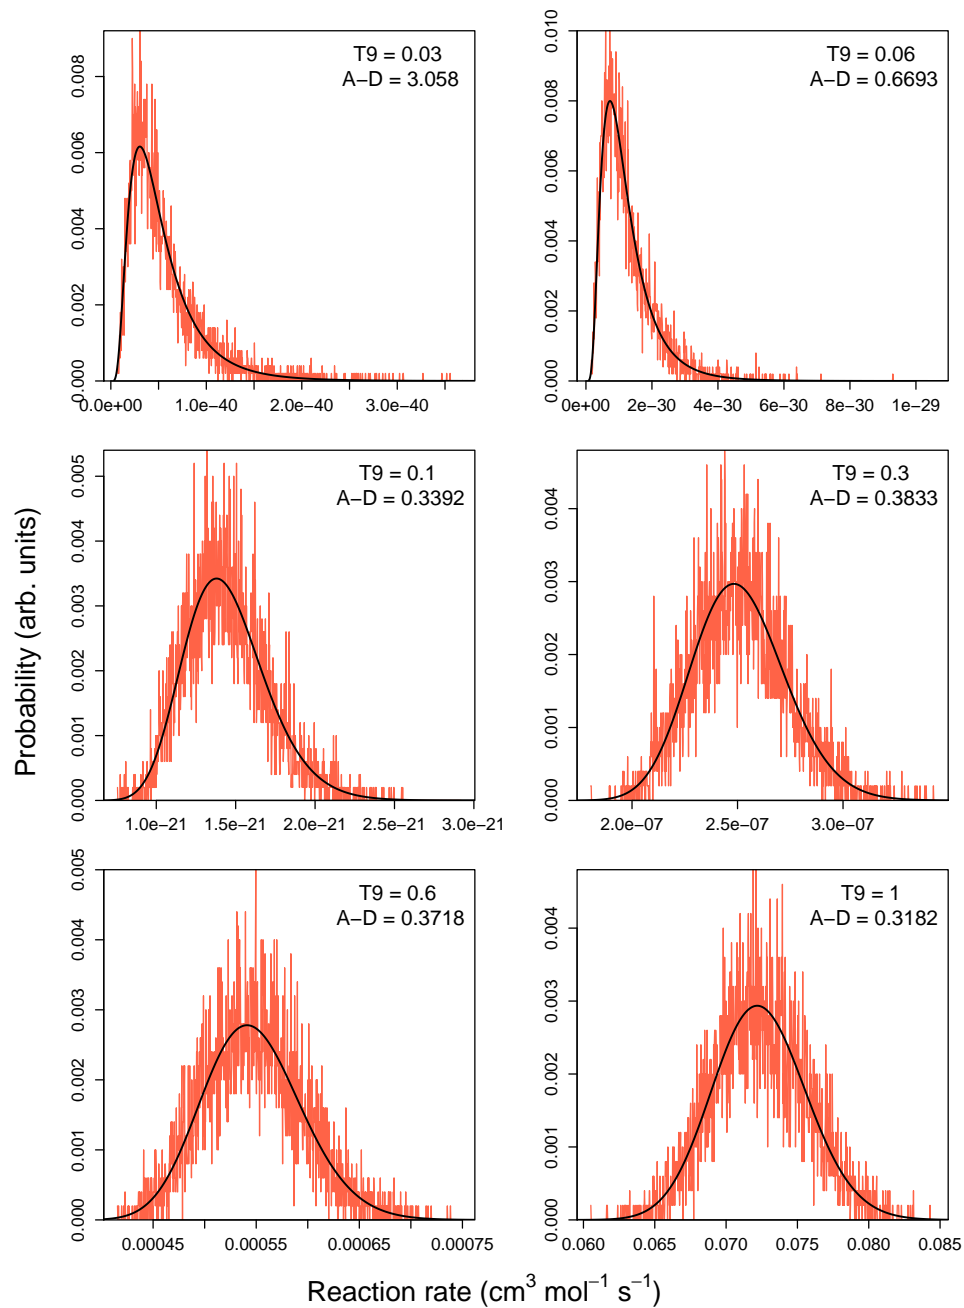 T9 = 0.03
A−D = 3.058
0.000
0.002
0.004
0.006
0.008
0.0e+00
1.0e−40
2.0e−40
3.0e−40
T9 = 0.06
A−D = 0.6693
0.000
0.002
0.004
0.006
0.008
0.010
0e+00
2e−30
4e−30
6e−30
8e−30
1e−29
T9 = 0.1
A−D = 0.3392
0.000
0.001
0.002
0.003
0.004
0.005
1.0e−21
1.5e−21
2.0e−21
2.5e−21
3.0e−21
T9 = 0.3
A−D = 0.3833
0.000
0.001
0.002
0.003
0.004
2.0e−07
2.5e−07
3.0e−07
Probability (arb. units)
T9 = 0.6
A−D = 0.3718
0.000
0.001
0.002
0.003
0.004
0.005
0.00045
0.00055
0.00065
0.00075
T9 = 1
A−D = 0.3182
0.000
0.001
0.002
0.003
0.004
0.060
0.065
0.070
0.075
0.080
0.085
Reaction rate (cm³ mol⁻¹ s⁻¹)